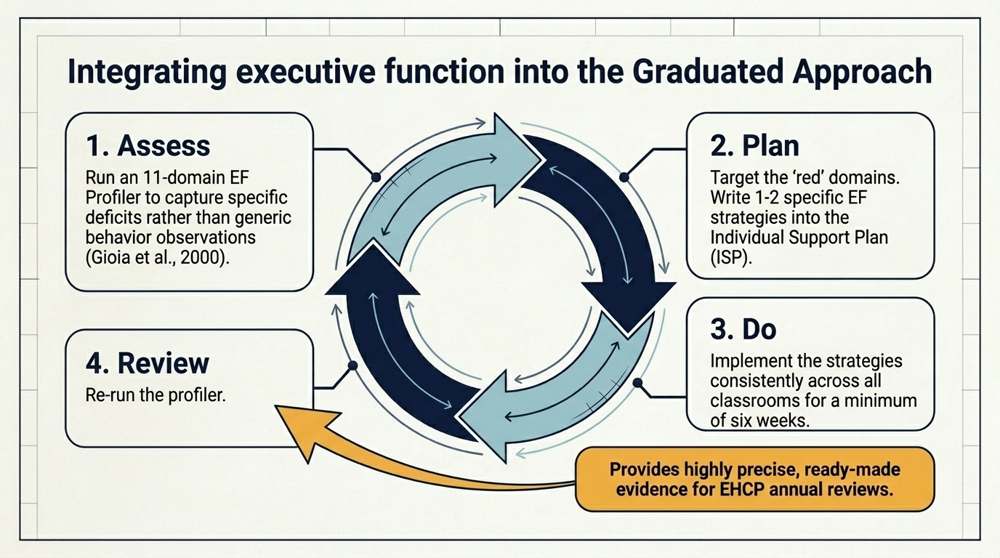 Integrating executive function into the Graduated Approach
1. Assess
Run an 11-domain EF
Profiler to capture specific
deficits rather than generic
behavior observations
(Gioia et al., 2000).
2. Plan
Target the ‘red’ domains.
Write 1-2 specific EF
strategies into the
Individual Support Plan
(ISP).
3. Do
Implement the strategies
consistently across all
classrooms for a minimum
of six weeks.
4. Review
Re-run the profiler.
Provides highly precise, ready-made
evidence for EHCP annual reviews.